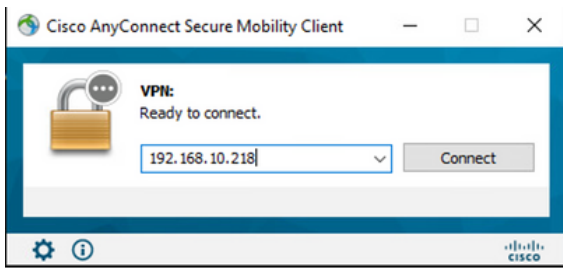 Cisco AnyConnect Secure Mobility Client
VPN:
Ready to connect.
192.168.10.218
Connect
CISCO